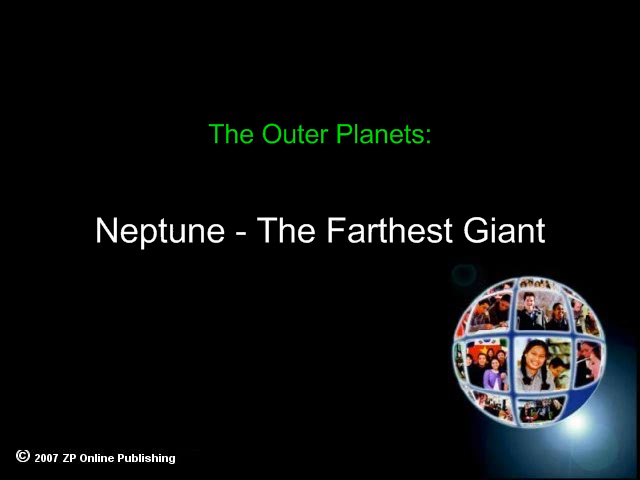 The Outer Planets:
Neptune - The Farthest Giant
© 2007 ZP Online Publishing